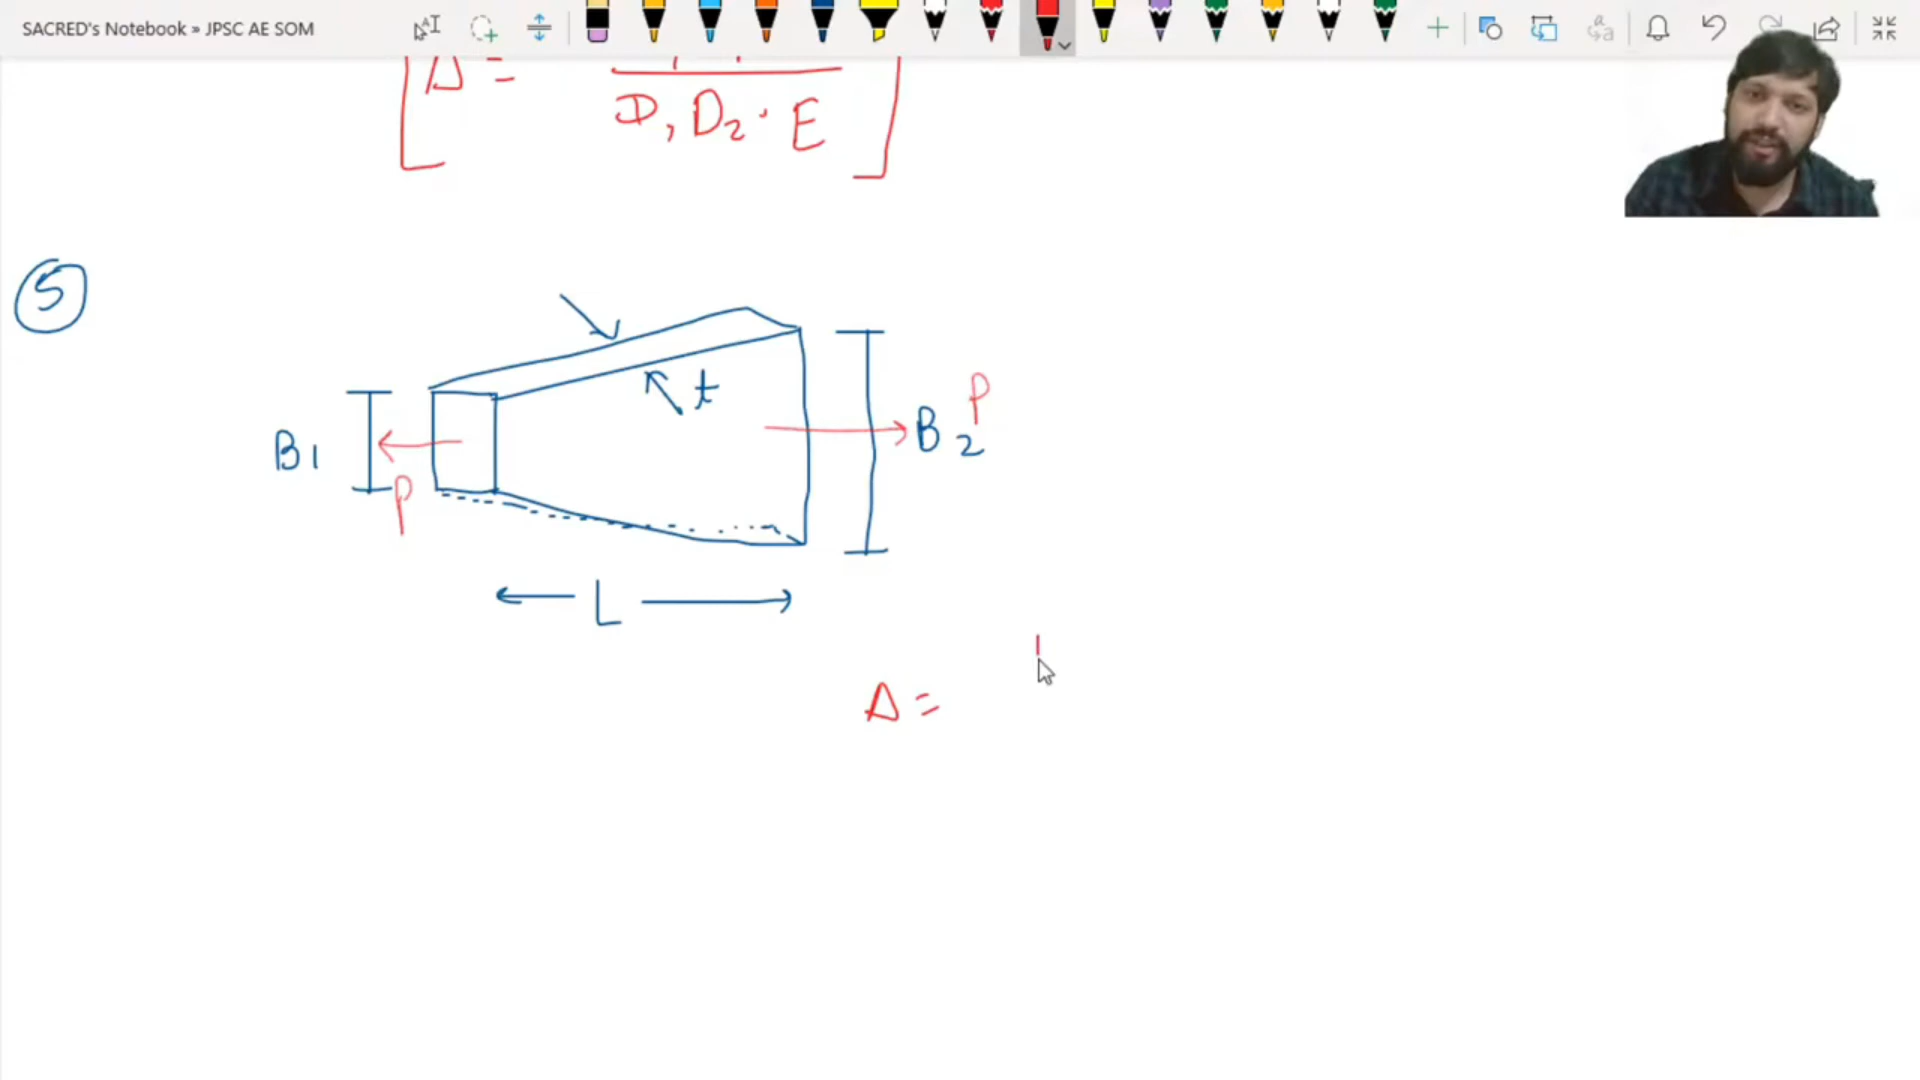 SACRED's Notebook » JPSC AE SOM
Δ =
D₁ D₂ · E
5
t
P
B₁
B₂
P
L
Δ =